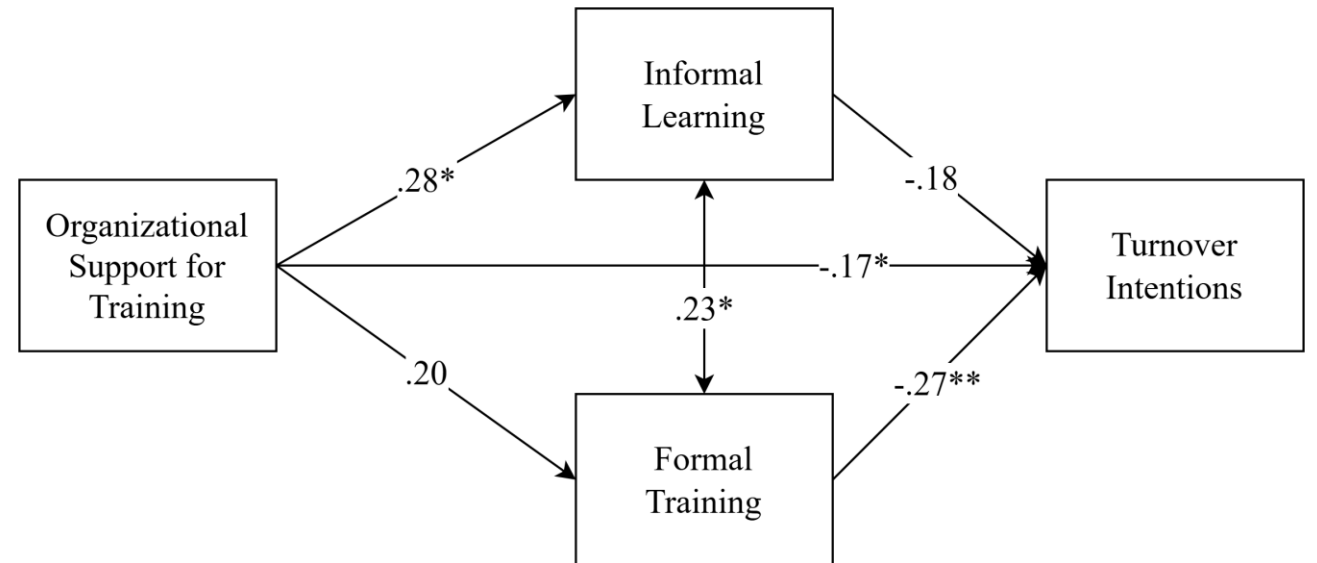 Informal
Learning
.28*
-.18
Organizational
Support for
Training
-.17*
Turnover
Intentions
.23*
.20
-.27**
Formal
Training